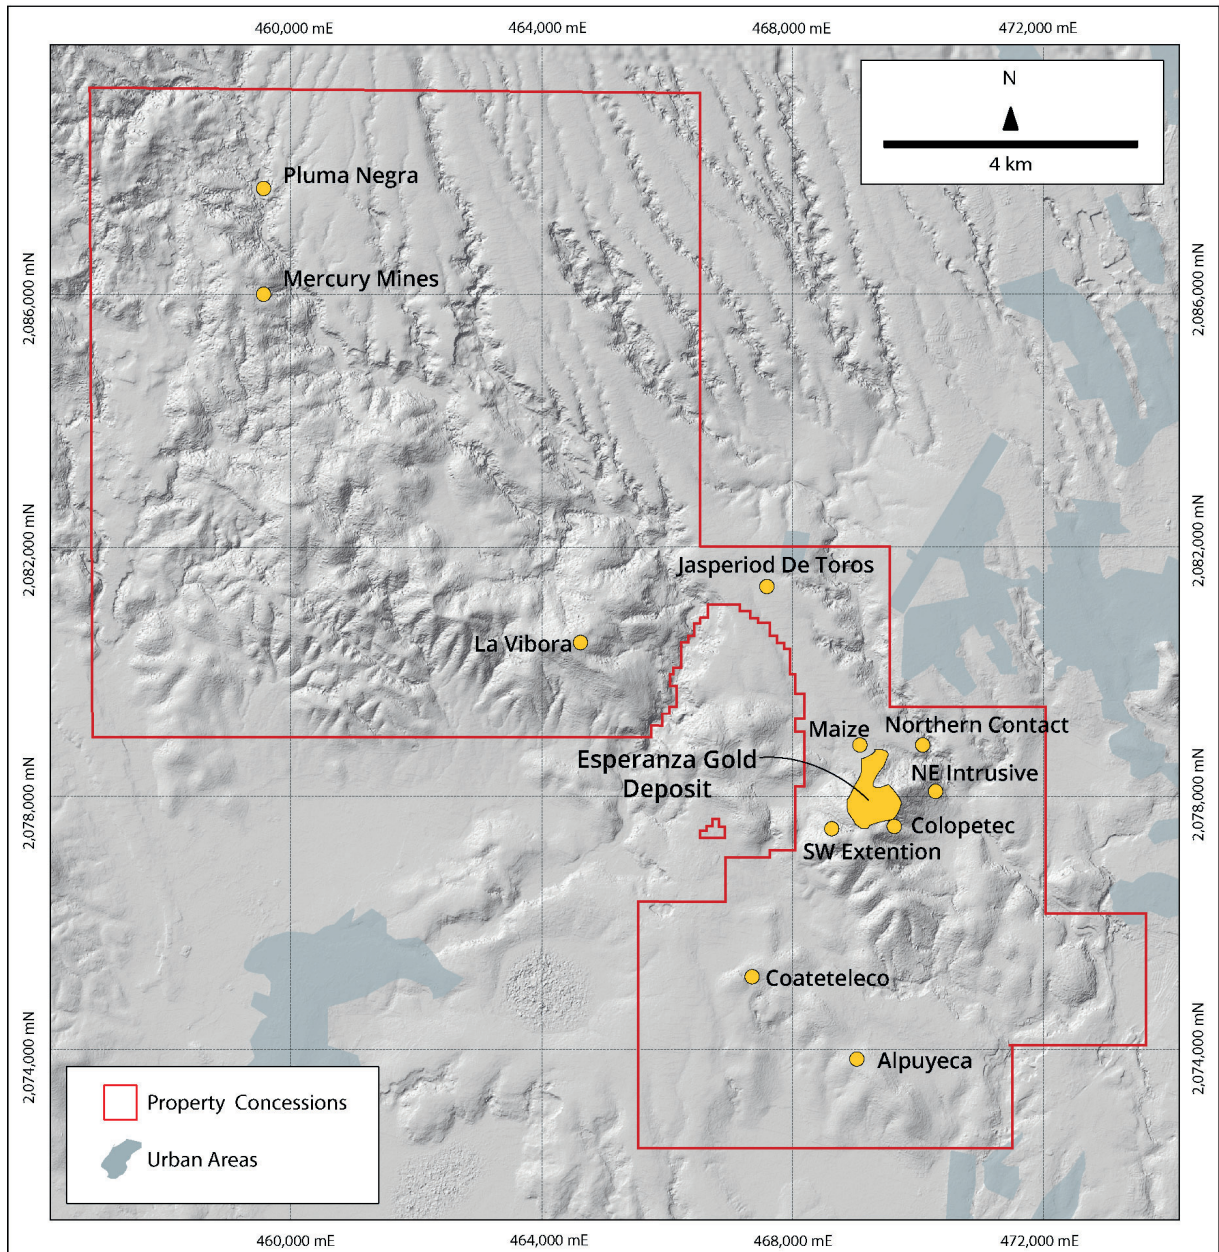 460,000 mE
464,000 mE
468,000 mE
472,000 mE
N
4 km
Pluma Negra
Mercury Mines
2,086,000 mN
2,086,000 mN
2,082,000 mN
2,082,000 mN
Jasperiod De Toros
La Vibora
Maize
Northern Contact
Esperanza Gold
Deposit
NE Intrusive
2,078,000 mN
2,078,000 mN
Colopetec
SW Extention
Coateteleco
2,074,000 mN
2,074,000 mN
Alpuyeca
Property Concessions
Urban Areas
460,000 mE
464,000 mE
468,000 mE
472,000 mE